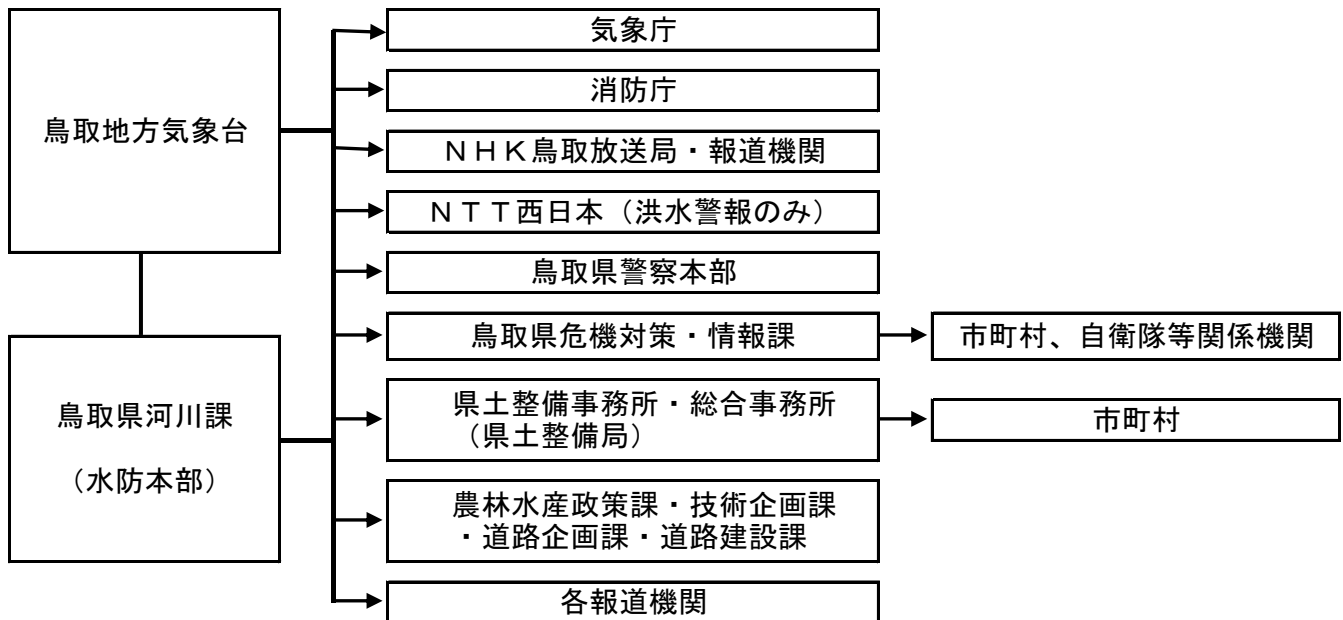 気象庁
消防庁
鳥取地方気象台
ＮＨＫ鳥取放送局・報道機関
ＮＴＴ西日本（洪水警報のみ）
鳥取県警察本部
鳥取県危機対策・情報課
市町村、自衛隊等関係機関
鳥取県河川課
（水防本部）
県土整備事務所・総合事務所
（県土整備局）
市町村
農林水産政策課・技術企画課
・道路企画課・道路建設課
各報道機関